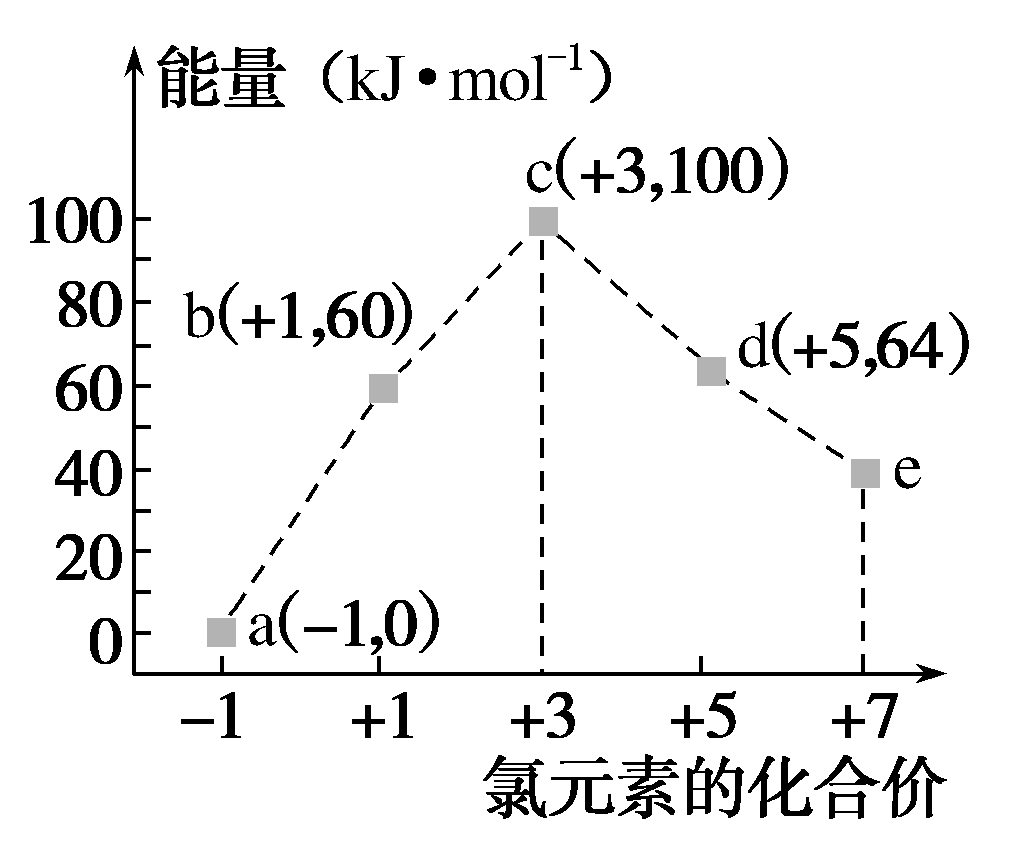 能量（kJ•mol⁻¹）
c(+3,100)
100
80
b(+1,60)
d(+5,64)
60
40
e
20
0
a(−1,0)
−1 +1 +3 +5 +7
氯元素的化合价